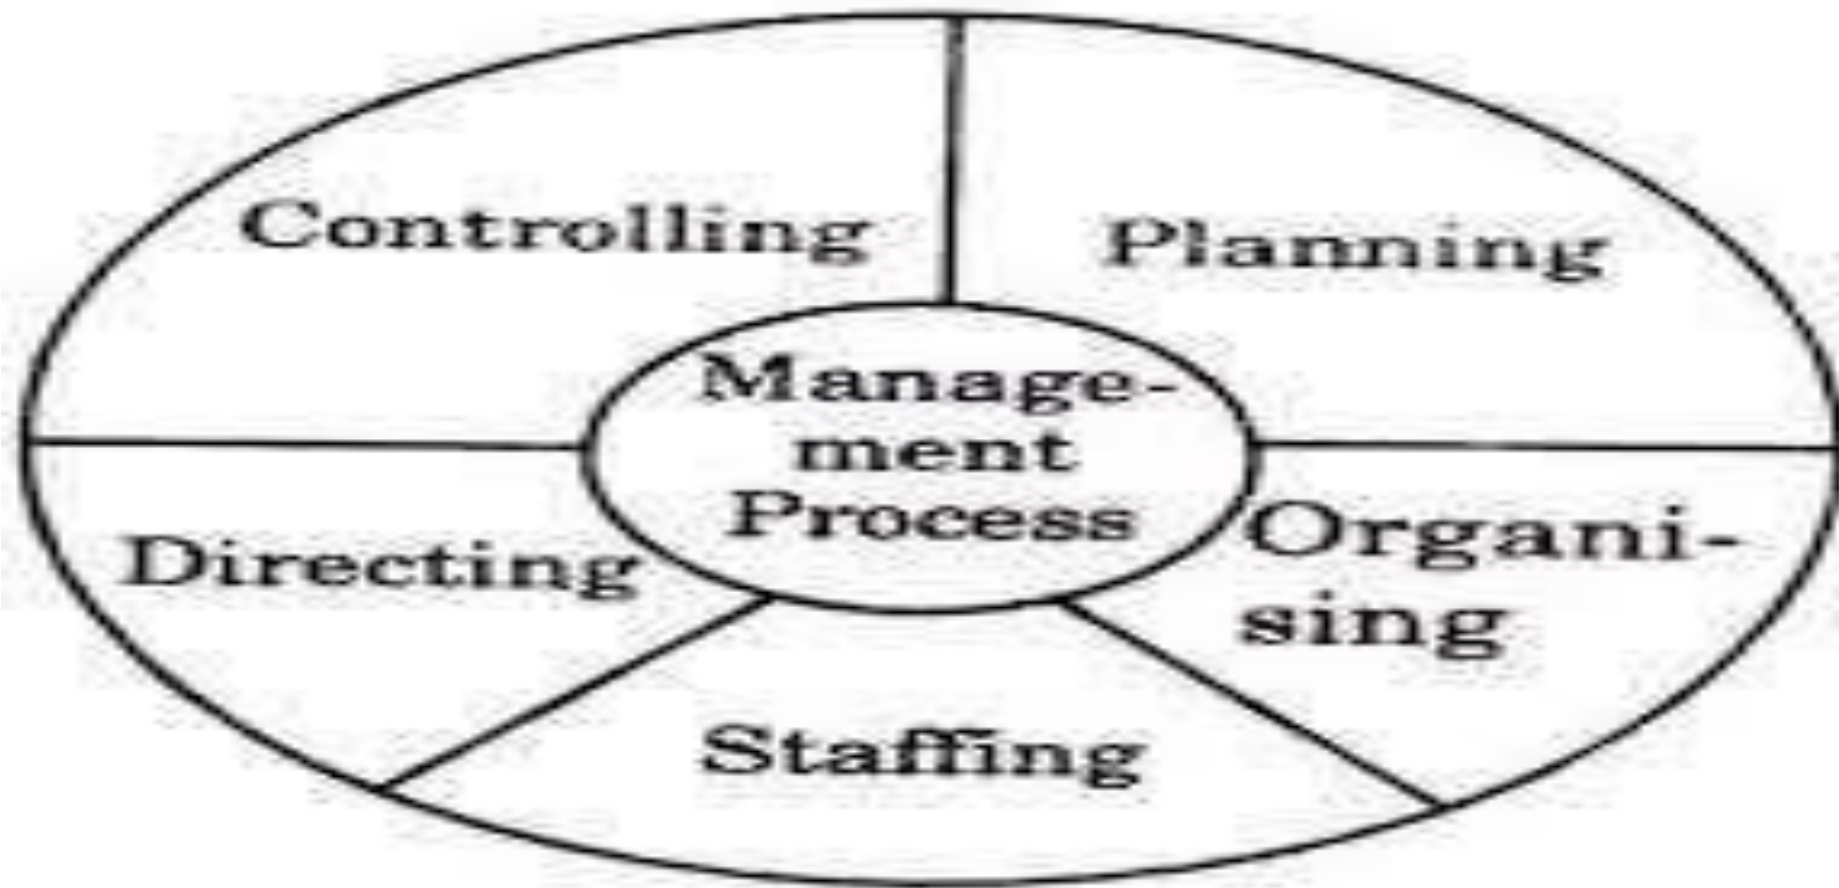 Controlling
Planning
Manage-
ment
Process
Directing
Organi-
sing
Staffing